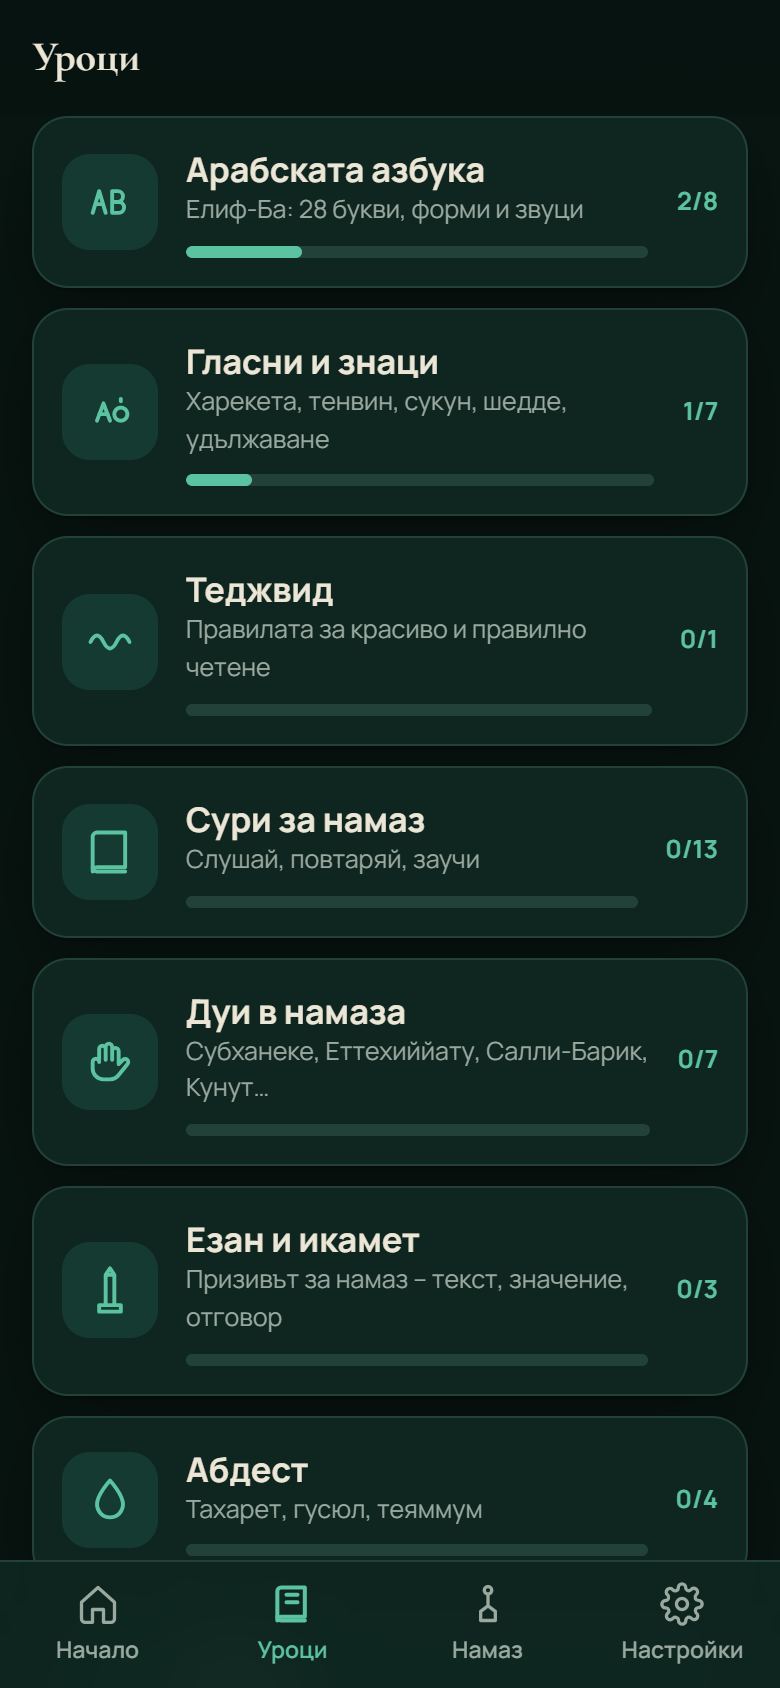 Уроци
AB
Арабската азбука
Елиф-Ба: 28 букви, форми и звуци
2/8
Гласни и знаци
Харекета, тенвин, сукун, шедде,
удължаване
1/7
Теджвид
Правилата за красиво и правилно
четене
0/1
Сури за намаз
Слушай, повтаряй, заучи
0/13
Дуи в намаза
Субханеке, Еттехиййату, Салли-Барик,
Кунут...
0/7
Езан и икамет
Призивът за намаз – текст, значение,
отговор
0/3
Абдест
Тахарет, гусюл, теяммум
0/4
Начало
Уроци
Намаз
Настройки